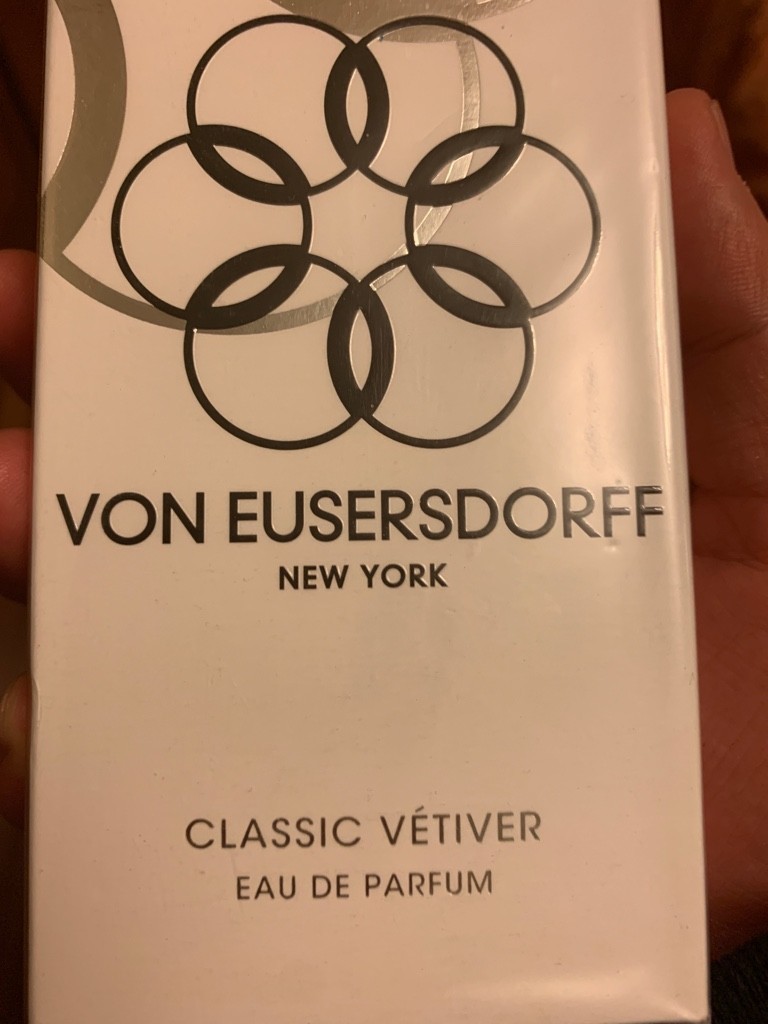 VON EUSERSDORFF
NEW YORK
CLASSIC VÉTIVER
EAU DE PARFUM